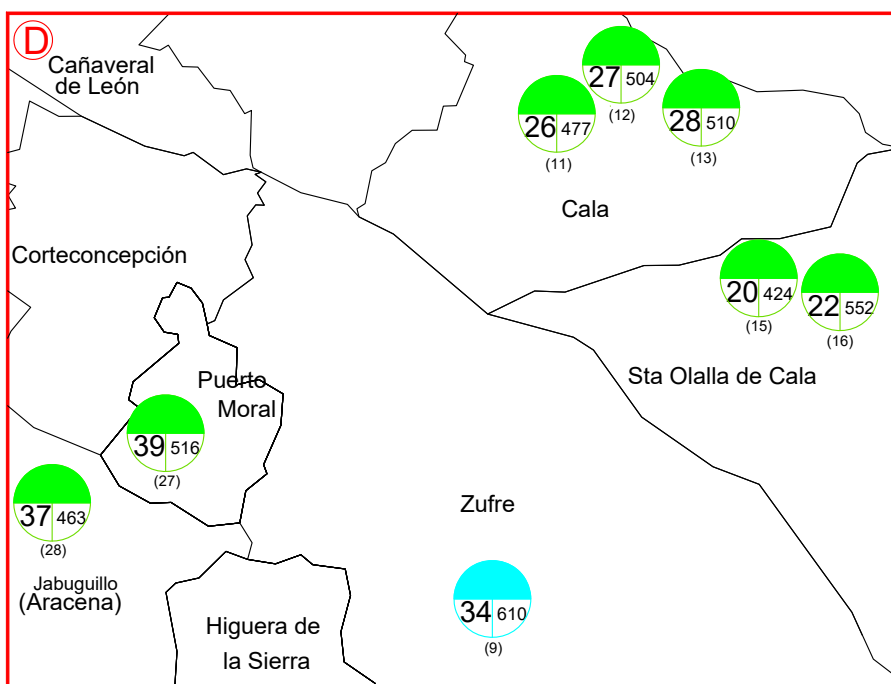 D
Cañaveral
de León
27 504
(12)
26 477
(11)
28 510
(13)
Cala
Corteconcepción
20 424
(15)
22 552
(16)
Sta Olalla de Cala
Puerto
Moral
39 516
(27)
37 463
(28)
Zufre
Jabuguillo
(Aracena)
34 610
(9)
Higuera de
la Sierra